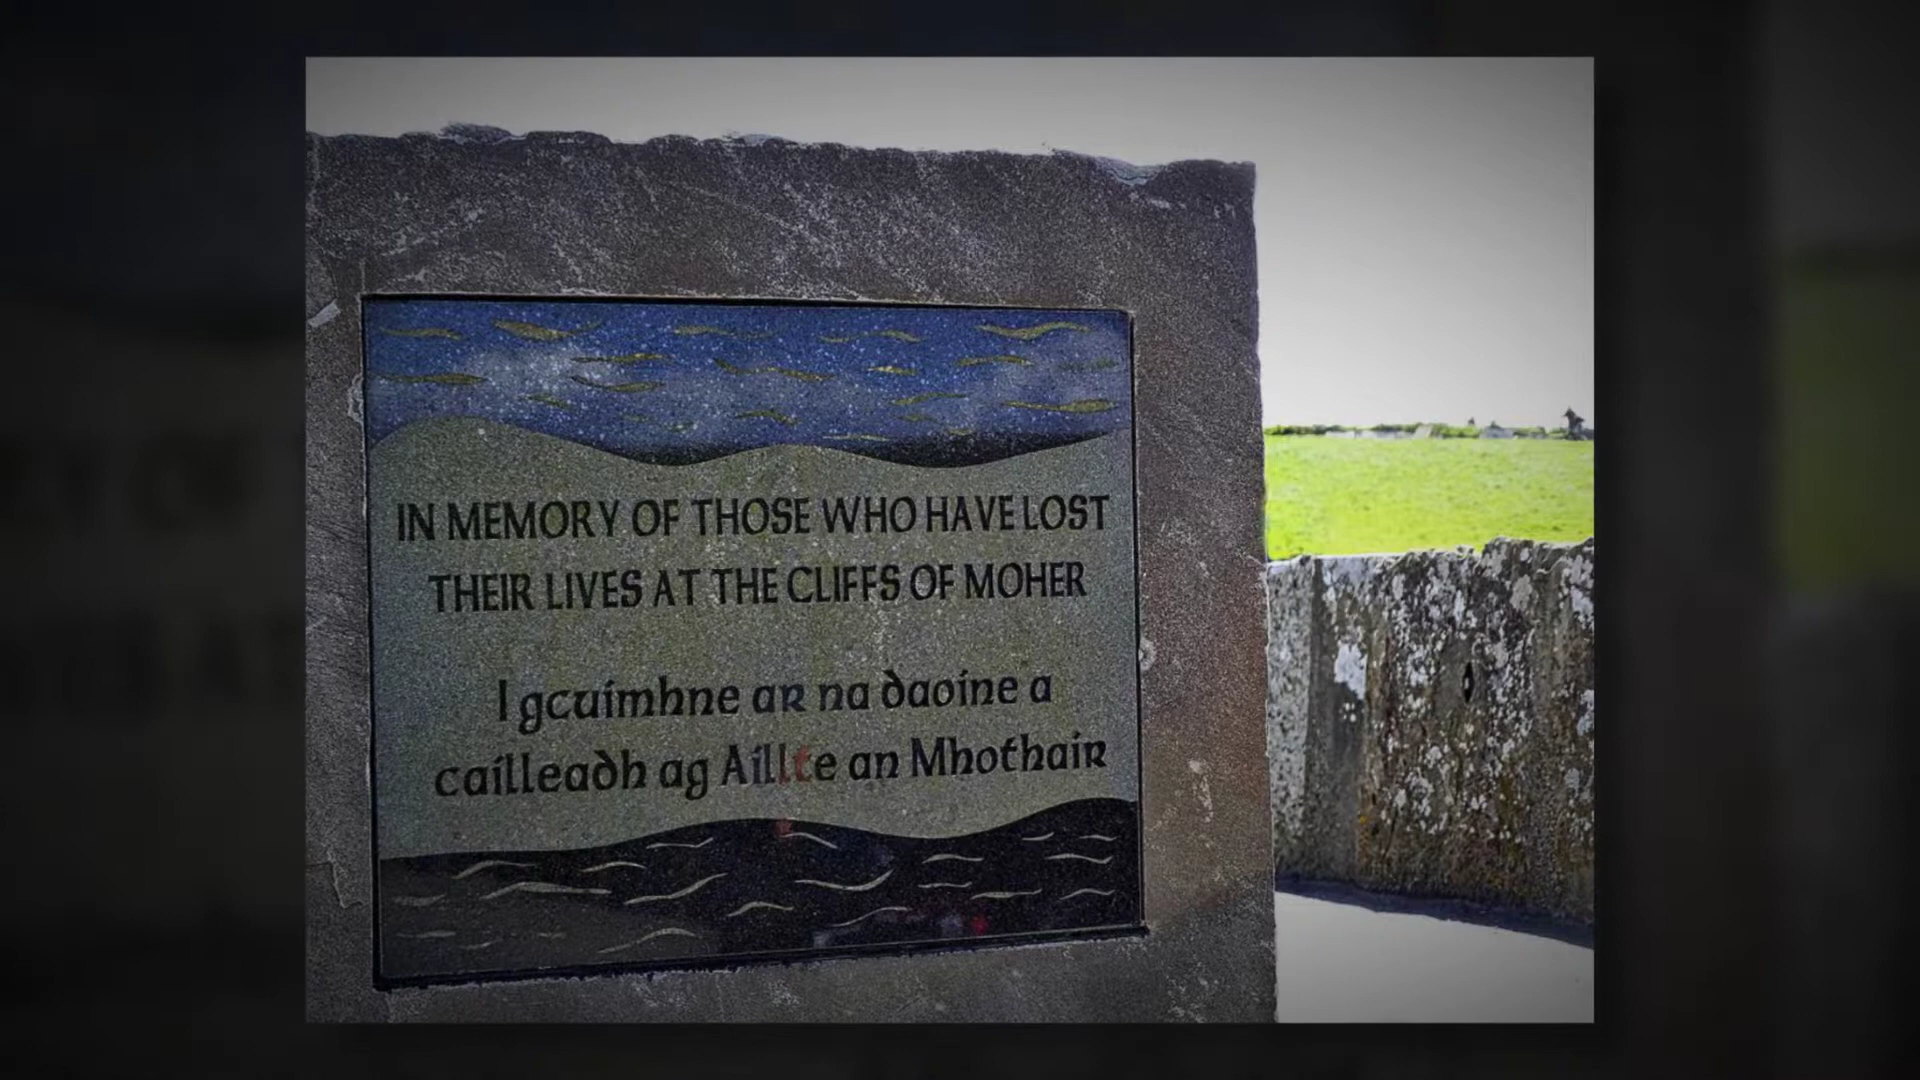 IN MEMORY OF THOSE WHO HAVE LOST
THEIR LIVES AT THE CLIFFS OF MOHER
I gcuimhne ar na daoine a
cailleadh ag Aillte an Mhothair